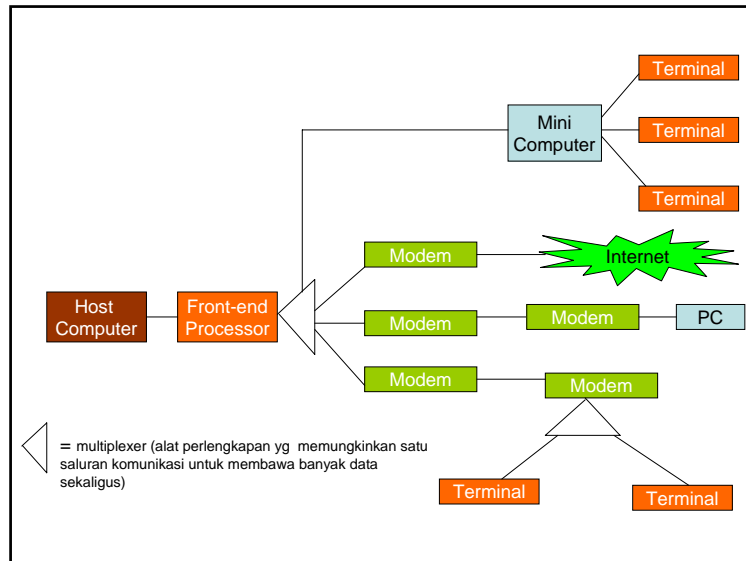 Terminal
Mini
Computer
Terminal
Terminal
Modem
Internet
Host
Computer
Front-end
Processor
Modem
Modem
PC
Modem
Modem
= multiplexer (alat perlengkapan yg memungkinkan satu
saluran komunikasi untuk membawa banyak data
sekaligus)
Terminal
Terminal